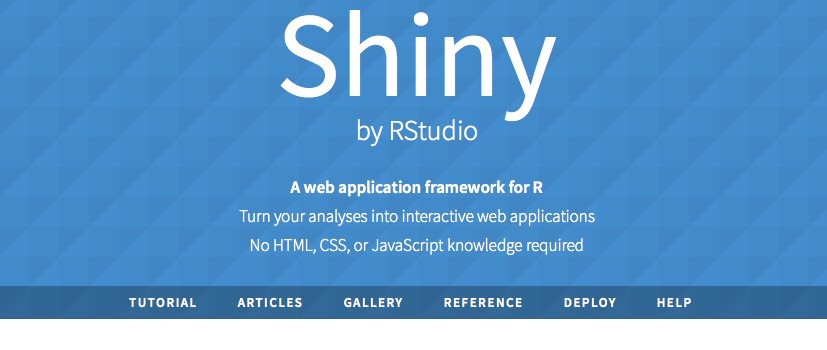 Shiny
by RStudio
A web application framework for R
Turn your analyses into interactive web applications
No HTML, CSS, or JavaScript knowledge required
TUTORIAL ARTICLES GALLERY REFERENCE DEPLOY HELP